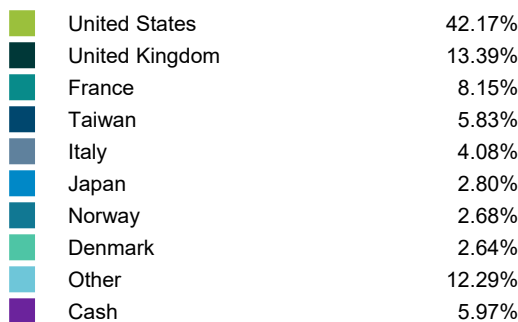 United States 42.17%
United Kingdom 13.39%
France 8.15%
Taiwan 5.83%
Italy 4.08%
Japan 2.80%
Norway 2.68%
Denmark 2.64%
Other 12.29%
Cash 5.97%